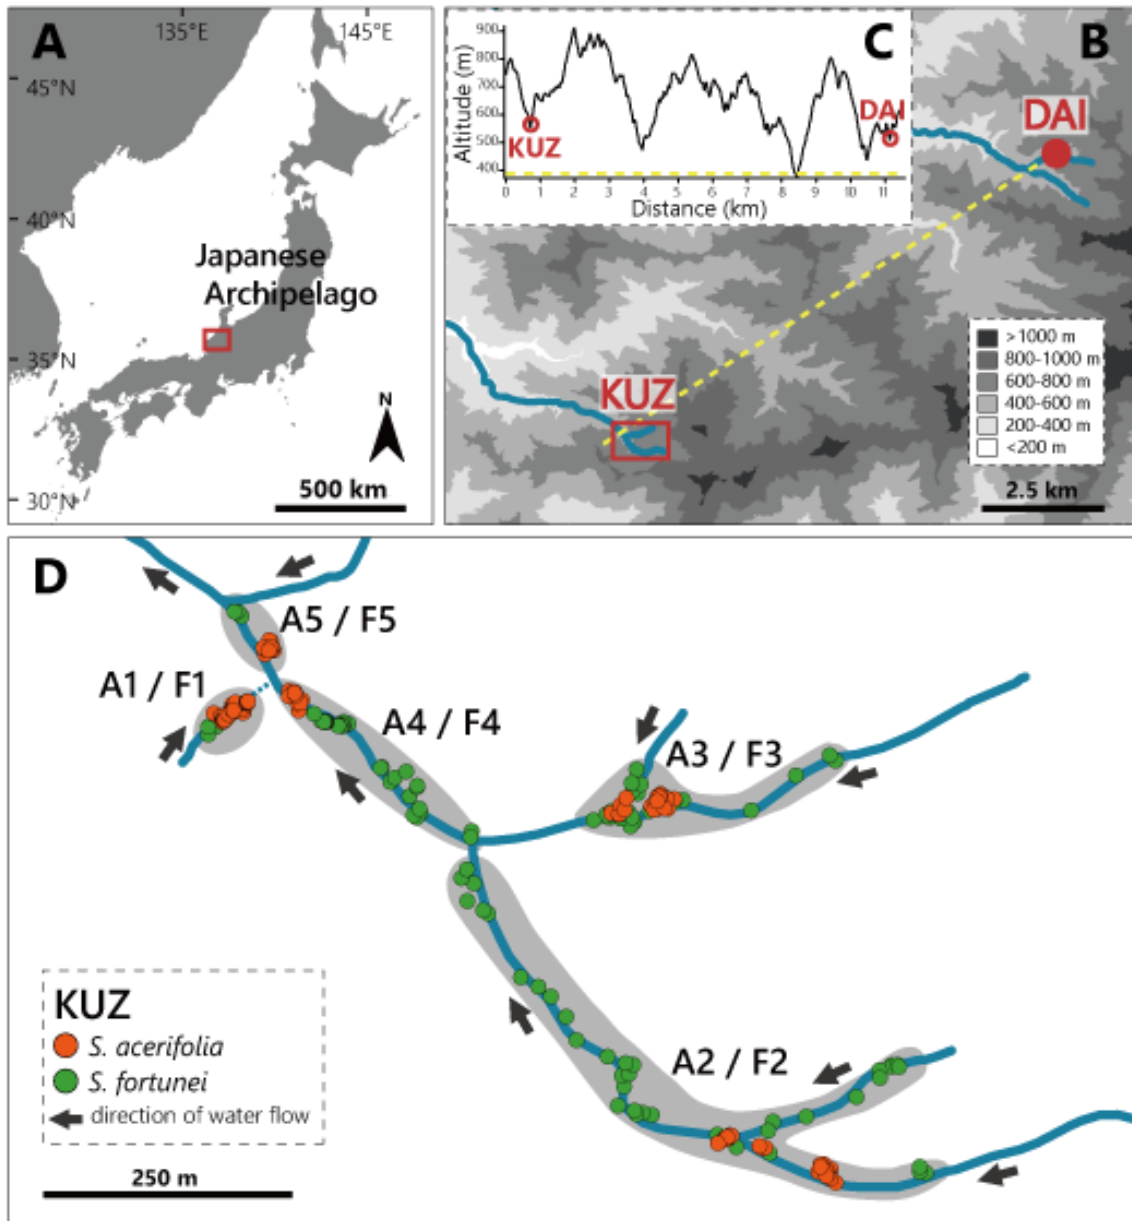 A
135°E
145°E
45°N
40°N
35°N
30°N
Japanese
Archipelago
N
500 km
C
Altitude (m)
900
800
700
600
500
400
KUZ
DAI
0 1 2 3 4 5 6 7 8 9 10 11
Distance (km)
B
DAI
KUZ
>1000 m
800-1000 m
600-800 m
400-600 m
200-400 m
<200 m
2.5 km
D
A5 / F5
A1 / F1
A4 / F4
A3 / F3
A2 / F2
KUZ
S. acerifolia
S. fortunei
direction of water flow
250 m